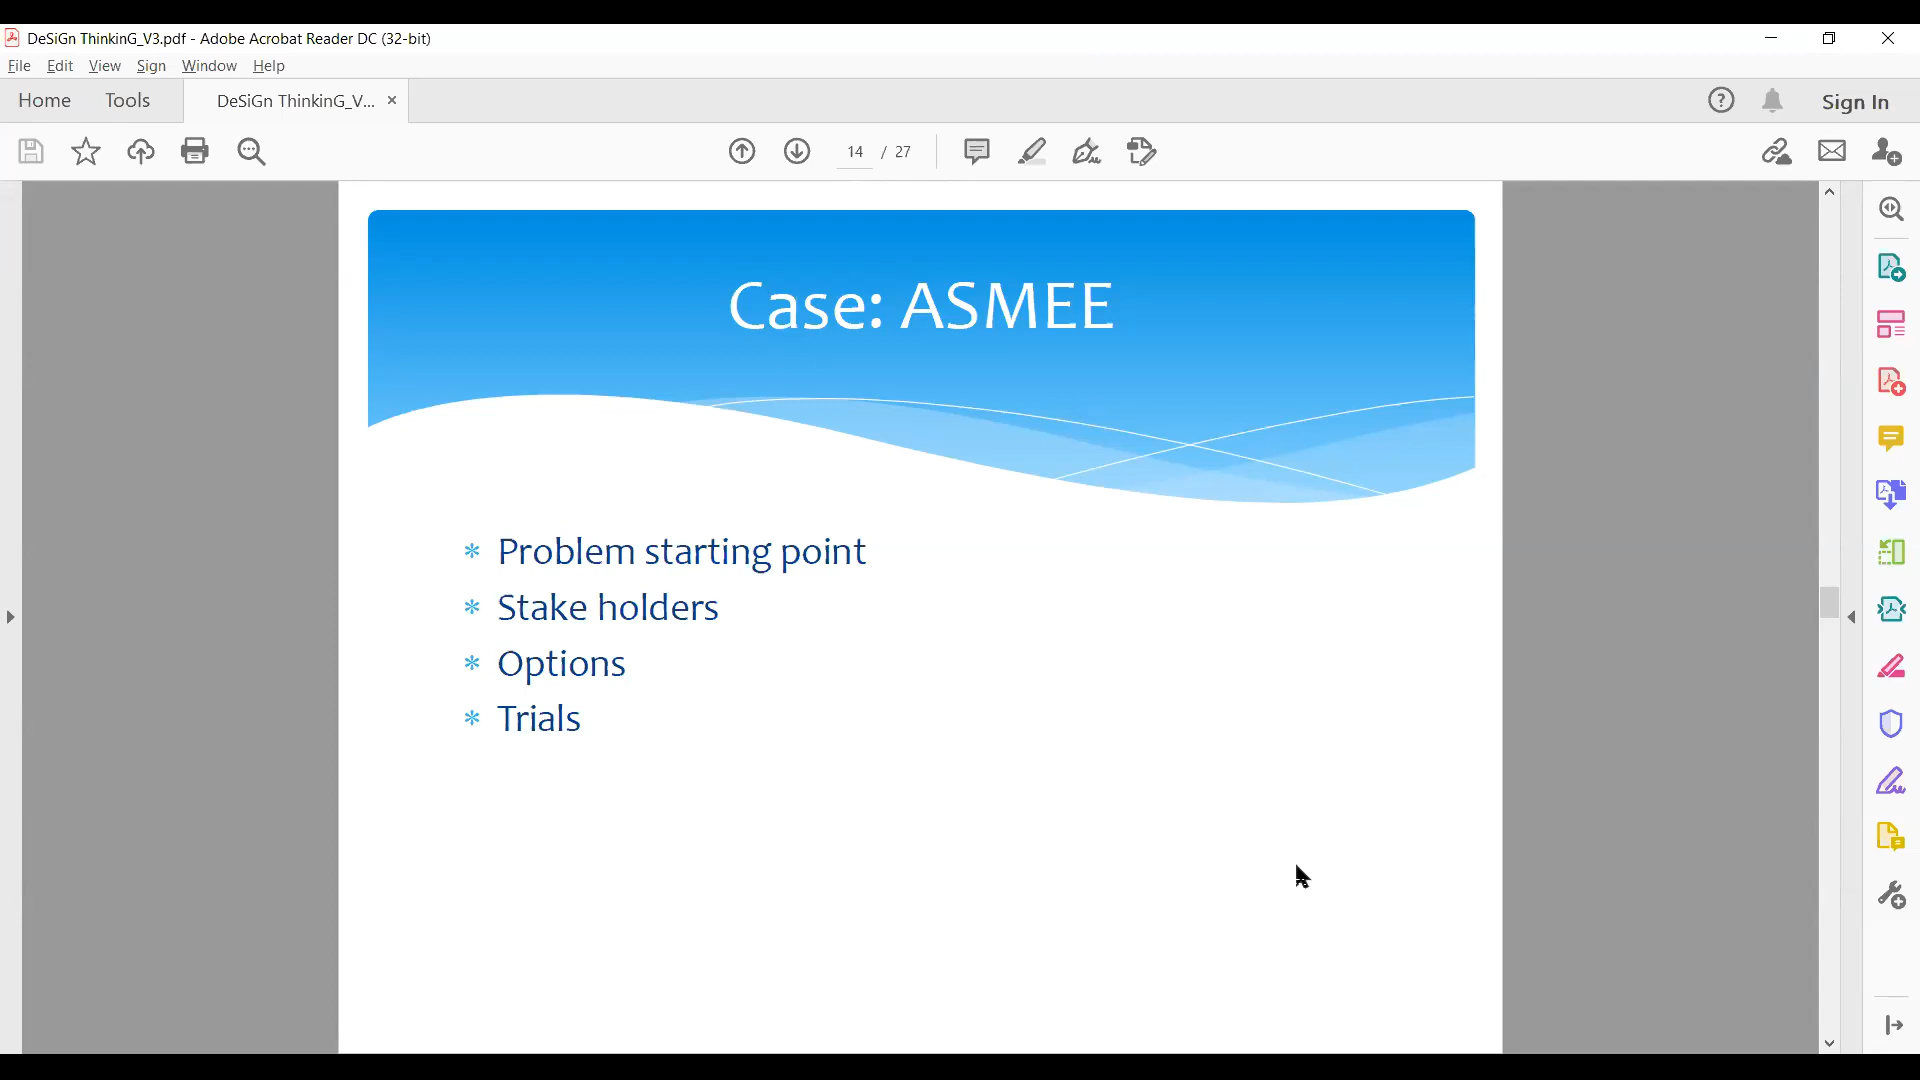 DeSiGn ThinkinG_V3.pdf - Adobe Acrobat Reader DC (32-bit)
File Edit View Sign Window Help
Home Tools DeSiGn ThinkinG_V... × Sign In
14 / 27
Case: ASMEE
* Problem starting point
* Stake holders
* Options
* Trials